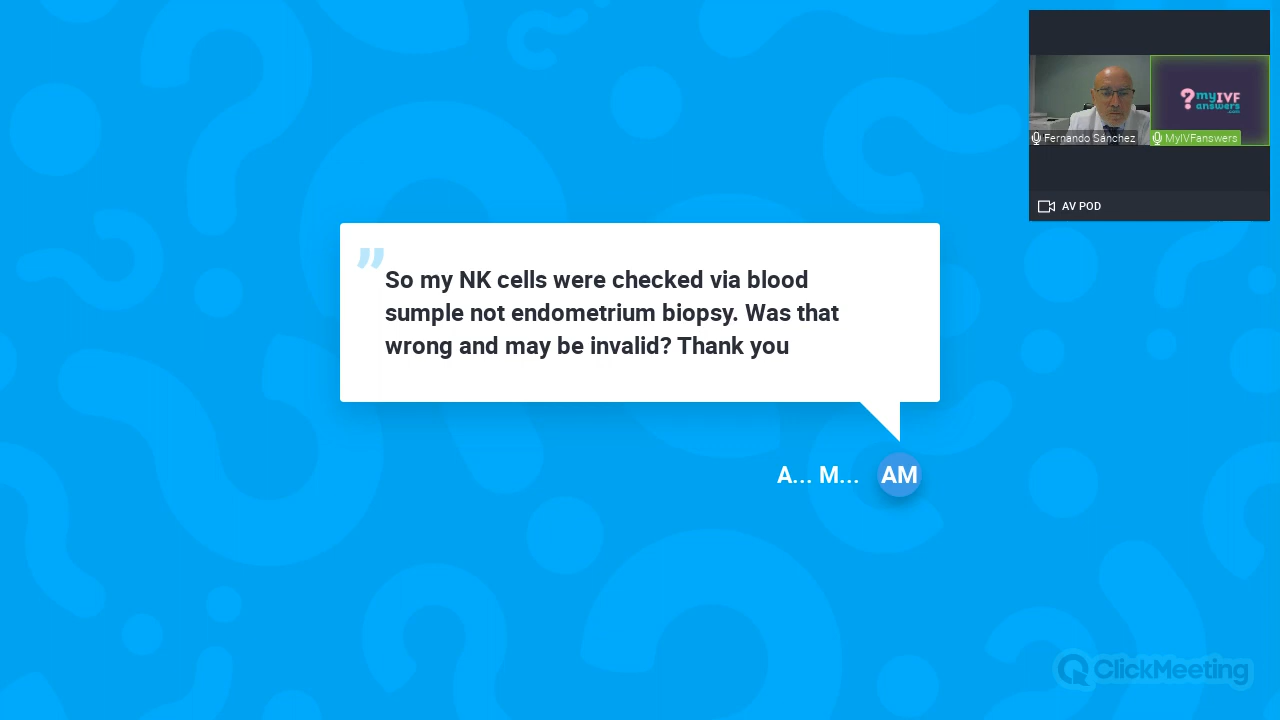 ?myIVF
answers
.com
Fernando Sánchez
MyIVFanswers
AV POD
"
So my NK cells were checked via blood
sumple not endometrium biopsy. Was that
wrong and may be invalid? Thank you
A... M... AM
ClickMeeting